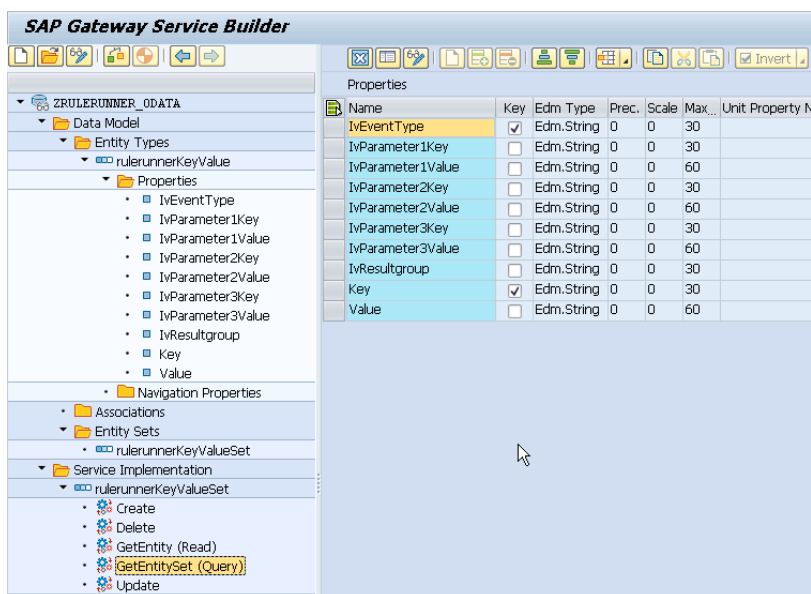 SAP Gateway Service Builder
Invert
ZRULERUNNER_ODATA
Data Model
Entity Types
rulerunnerKeyValue
Properties
IvEventType
IvParameter1Key
IvParameter1Value
IvParameter2Key
IvParameter2Value
IvParameter3Key
IvParameter3Value
IvResultgroup
Key
Value
Navigation Properties
Associations
Entity Sets
rulerunnerKeyValueSet
Service Implementation
rulerunnerKeyValueSet
Create
Delete
GetEntity (Read)
GetEntitySet (Query)
Update
Properties
Name Key Edm Type Prec. Scale Max... Unit Property N
IvEventType Edm.String 0 0 30
IvParameter1Key Edm.String 0 0 30
IvParameter1Value Edm.String 0 0 60
IvParameter2Key Edm.String 0 0 30
IvParameter2Value Edm.String 0 0 60
IvParameter3Key Edm.String 0 0 30
IvParameter3Value Edm.String 0 0 60
IvResultgroup Edm.String 0 0 30
Key Edm.String 0 0 30
Value Edm.String 0 0 60